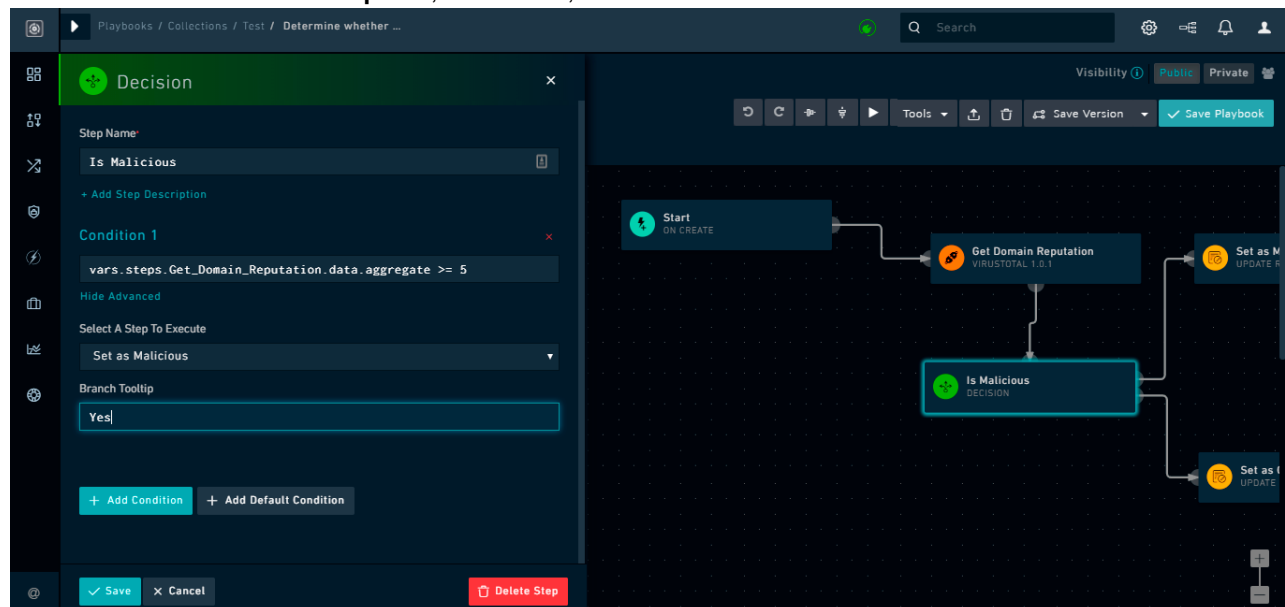 Playbooks / Collections / Test / Determine whether ...
Search
Decision
×
Visibility
Public
Private
Tools
Save Version
Save Playbook
Step Name
Is Malicious
+ Add Step Description
Condition 1
×
vars.steps.Get_Domain_Reputation.data.aggregate >= 5
Hide Advanced
Select A Step To Execute
Set as Malicious
Branch Tooltip
Yes
+ Add Condition
+ Add Default Condition
Save
× Cancel
Delete Step
@
Start
ON CREATE
Get Domain Reputation
VIRUSTOTAL 1.0.1
Set as M
UPDATE R
Is Malicious
DECISION
Set as
UPDATE